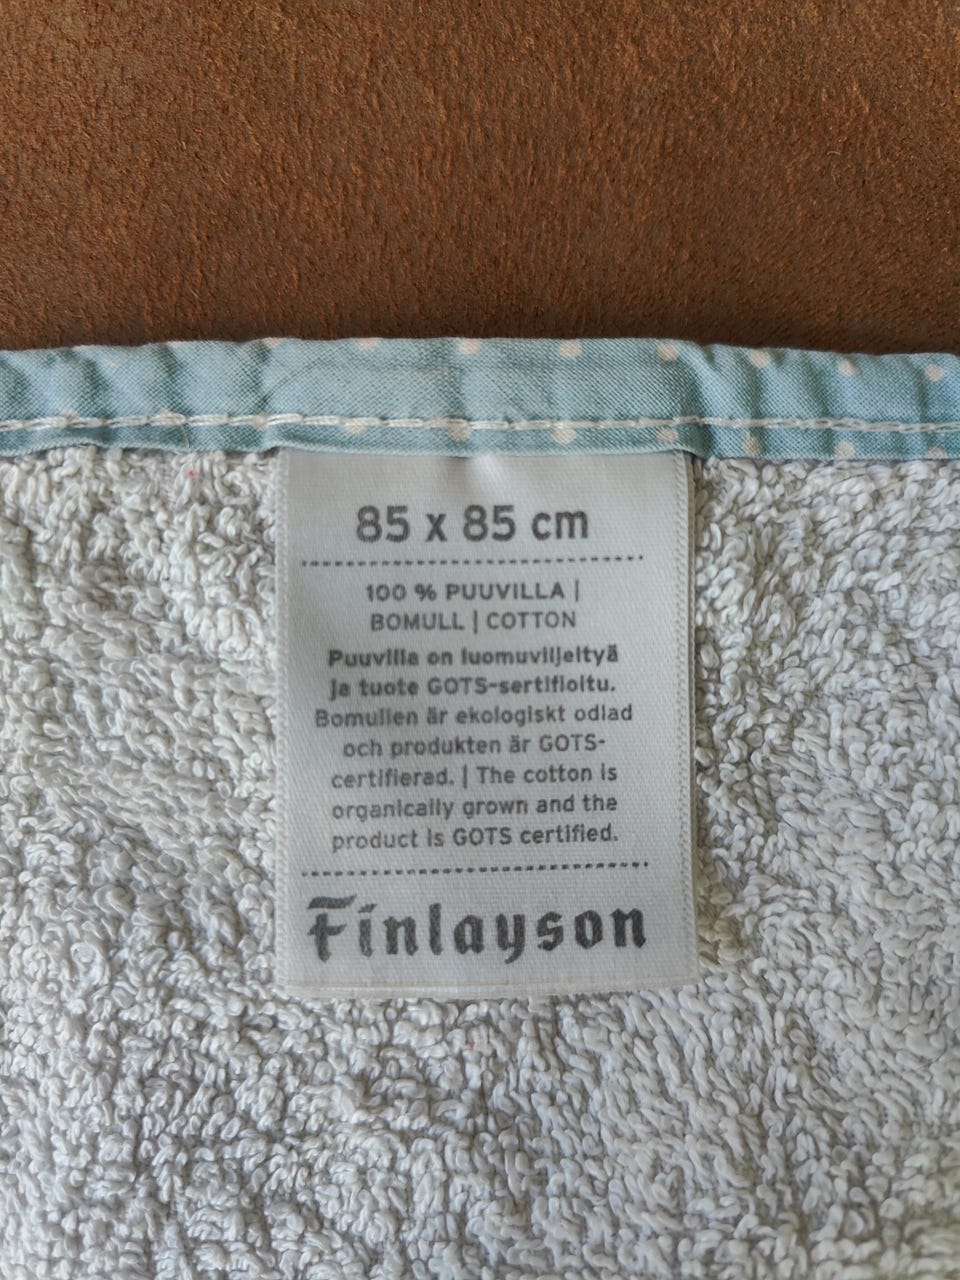 85 x 85 cm
100 % PUUVILLA |
BOMULL | COTTON
Puuvilla on luomuviljeltyä
ja tuote GOTS-sertifioitu.
Bomullen är ekologiskt odlad
och produkten är GOTS-
certifierad. | The cotton is
organically grown and the
product is GOTS certified.
Finlayson